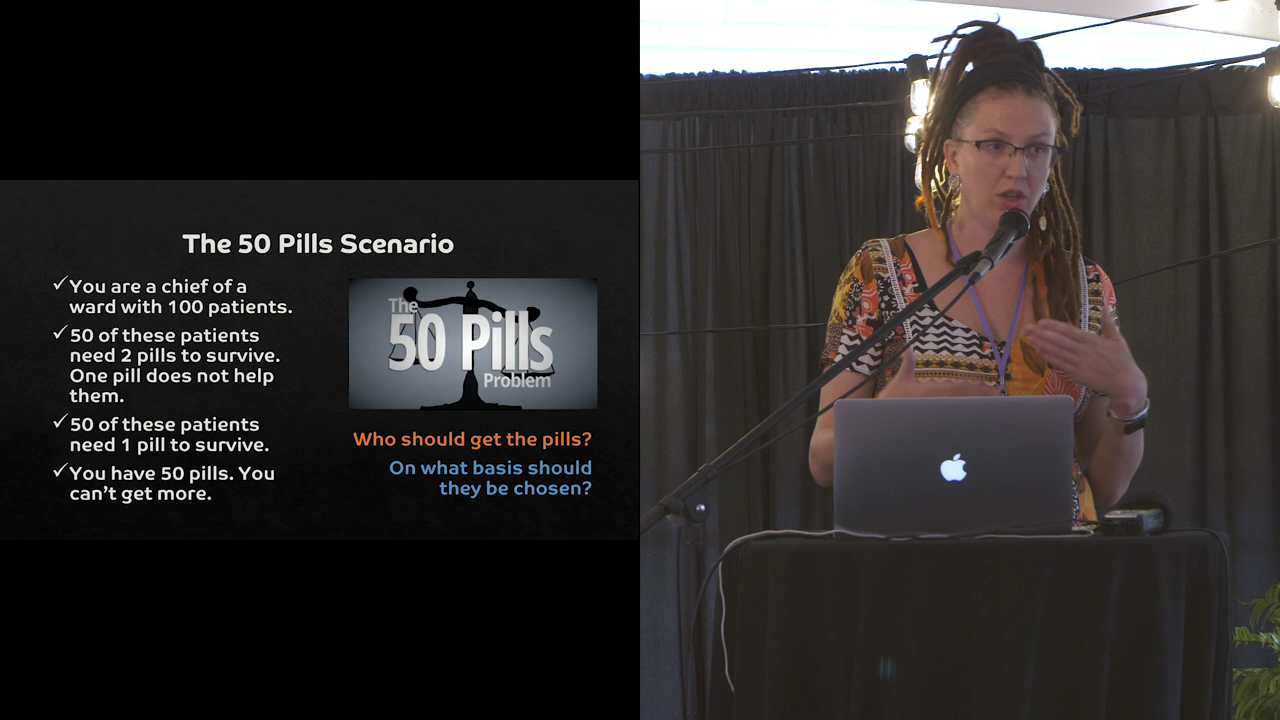 The 50 Pills Scenario
✓You are a chief of a
ward with 100 patients.
✓50 of these patients
need 2 pills to survive.
One pill does not help
them.
✓50 of these patients
need 1 pill to survive.
✓You have 50 pills. You
can't get more.
The
50 Pills
Problem
Who should get the pills?
On what basis should
they be chosen?